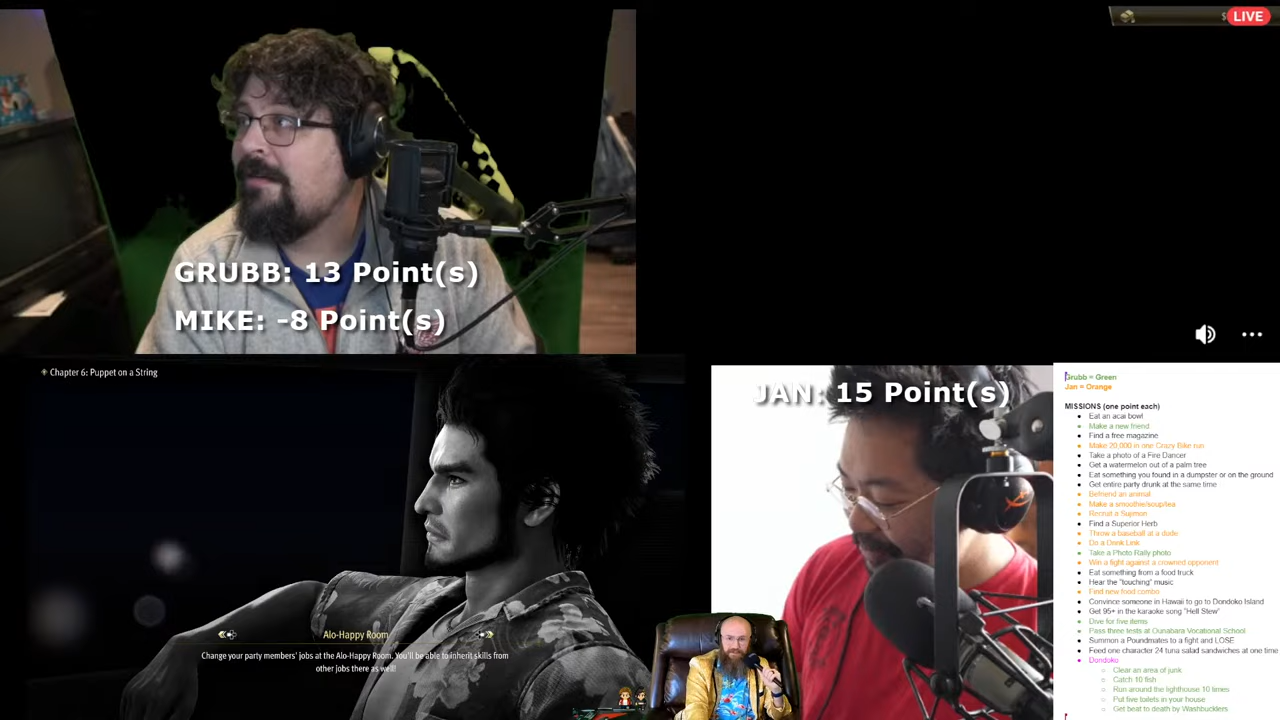 LIVE
GRUBB: 13 Point(s)
MIKE: -8 Point(s)
Chapter 6: Puppet on a String
Alo-Happy Room
Change your party members' jobs at the Alo-Happy Room. You'll be able to inherit skills from
other jobs there as well!
JAN: 15 Point(s)
Grubb = Green
Jan = Orange
MISSIONS (one point each)
Eat an acai bowl
Make a new friend
Find a free magazine
Make 20,000 in one Crazy Bike run
Take a photo of a Fire Dancer
Get a watermelon out of a palm tree
Eat something you found in a dumpster or on the ground
Get entire party drunk at the same time
Befriend an animal
Make a smoothie/soup/tea
Recruit a Sujimon
Find a Superior Herb
Throw a baseball at a dude
Do a Drink Link
Take a Photo Rally photo
Win a fight against a crowned opponent
Eat something from a food truck
Hear the "touching" music
Find new food combo
Convince someone in Hawaii to go to Dondoko Island
Get 95+ in the karaoke song "Hell Stew"
Dive for five items
Pass three tests at Ounabara Vocational School
Summon a Poundmates to a fight and LOSE
Feed one character 24 tuna salad sandwiches at one time
Dondoko
Clear an area of junk
Catch 10 fish
Run around the lighthouse 10 times
Put five toilets in your house
Get beat to death by Washbucklers